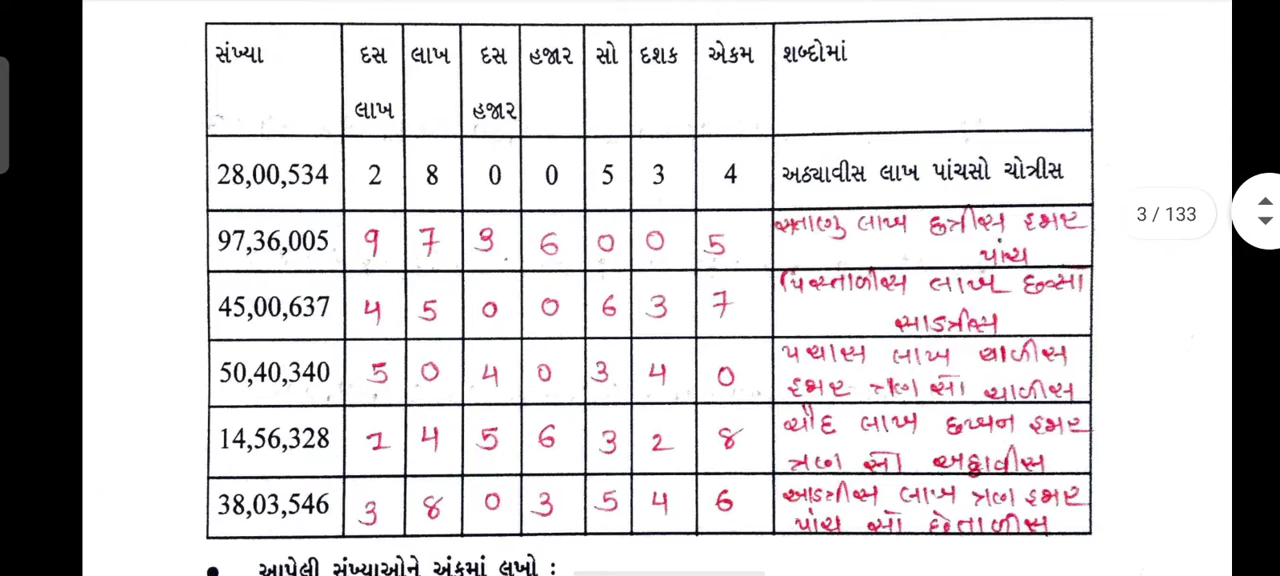 સંખ્યા દસ લાખ લાખ દસ હજાર હજાર સો દશક એકમ શબ્દોમાં
28,00,534 2 8 0 0 5 3 4 અઠ્યાવીસ લાખ પાંચસો ચોત્રીસ
97,36,005 9 7 3 6 0 0 5 સતાણુ લાખ છત્રીસ હજાર
પાંચ
45,00,637 4 5 0 0 6 3 7 પિસ્તાળીસ લાખ છસો
સાડત્રીસ
50,40,340 5 0 4 0 3 4 0 પચાસ લાખ ચાળીસ
હજાર ત્રણ સો ચાળીસ
14,56,328 1 4 5 6 3 2 8 ચૌદ લાખ છપ્પન હજાર
ત્રણ સો અઠ્ઠાવીસ
38,03,546 3 8 0 3 5 4 6 આડત્રીસ લાખ ત્રણ હજાર
પાંચ સો છેતાળીસ
• આપેલી સંખ્યાઓને અંકમાં લખો :
3 / 133